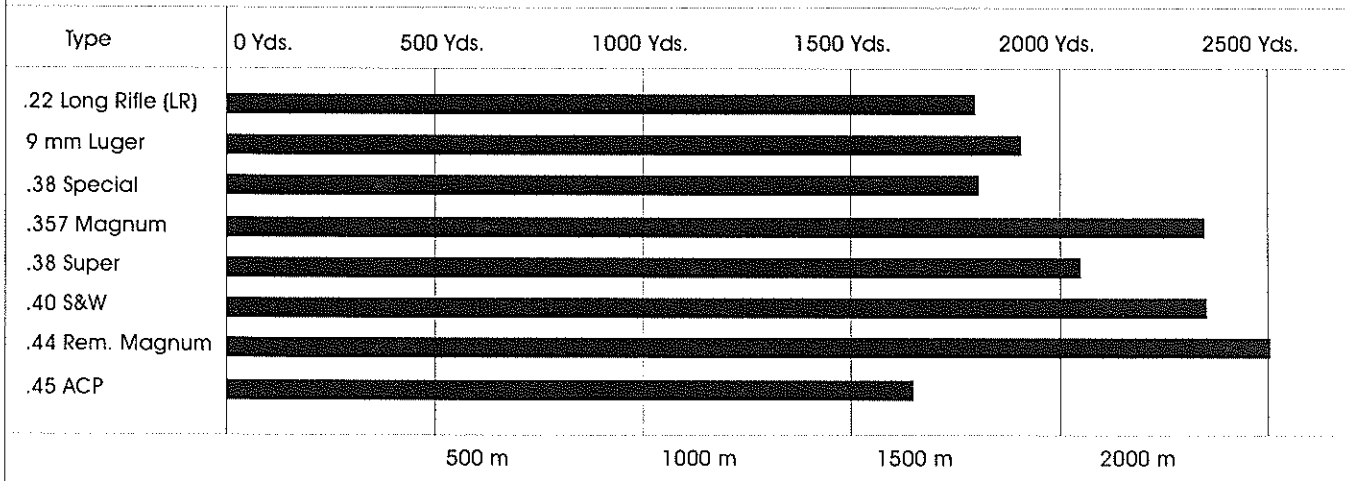 Type 0 Yds. 500 Yds. 1000 Yds. 1500 Yds. 2000 Yds. 2500 Yds.
.22 Long Rifle (LR)
9 mm Luger
.38 Special
.357 Magnum
.38 Super
.40 S&W
.44 Rem. Magnum
.45 ACP
500 m 1000 m 1500 m 2000 m